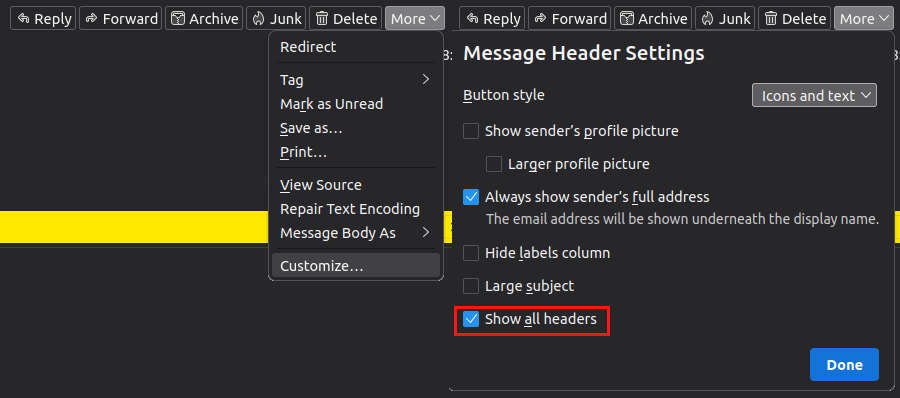 Reply Forward Archive Junk Delete More
Redirect
Tag
Mark as Unread
Save as...
Print...
View Source
Repair Text Encoding
Message Body As
Customize...
Reply Forward Archive Junk Delete More
Message Header Settings
Button style Icons and text
Show sender's profile picture
Larger profile picture
Always show sender's full address
The email address will be shown underneath the display name.
Hide labels column
Large subject
Show all headers
Done